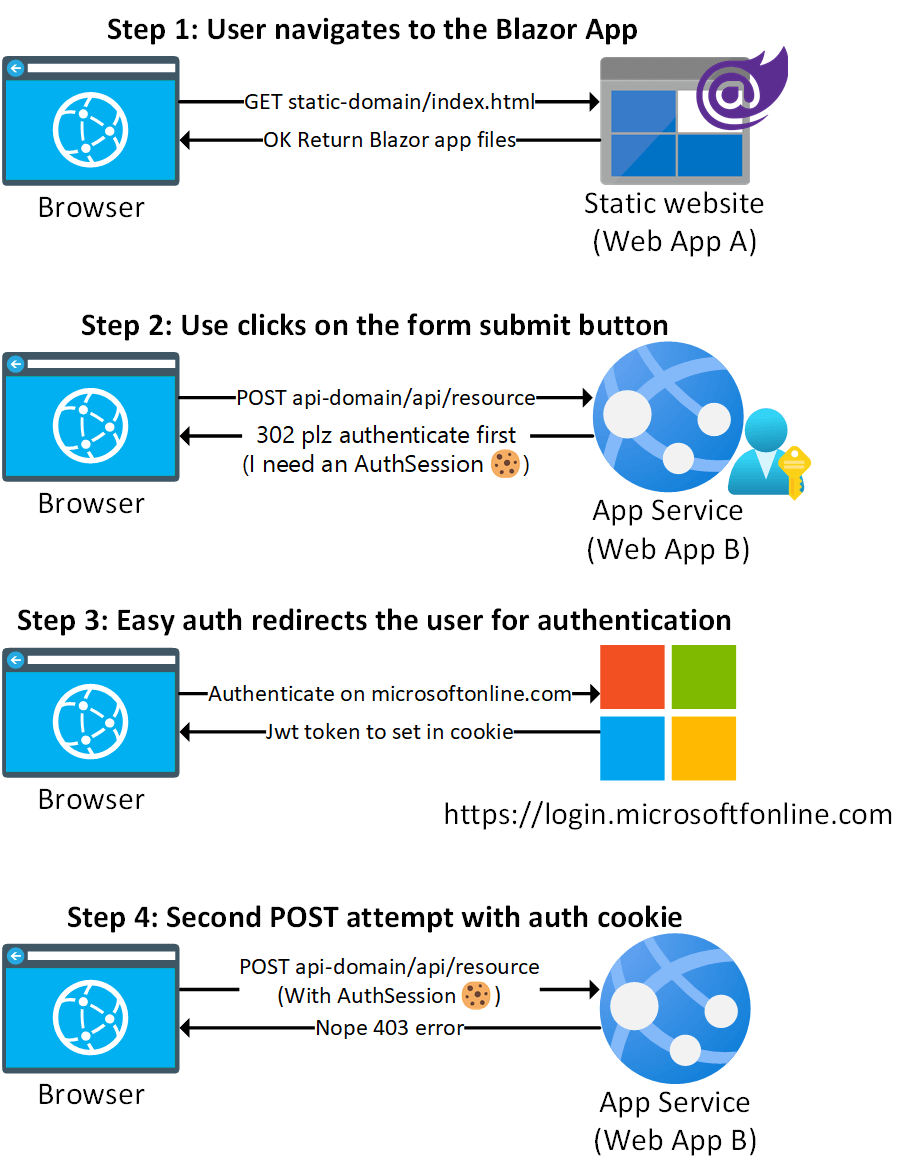 Step 1: User navigates to the Blazor App
GET static-domain/index.html
OK Return Blazor app files
Browser
Static website
(Web App A)
Step 2: Use clicks on the form submit button
POST api-domain/api/resource
302 plz authenticate first
(I need an AuthSession 🍪)
Browser
App Service
(Web App B)
Step 3: Easy auth redirects the user for authentication
Authenticate on microsoftonline.com
Jwt token to set in cookie
Browser
https://login.microsoftfonline.com
Step 4: Second POST attempt with auth cookie
POST api-domain/api/resource
(With AuthSession 🍪)
Nope 403 error
Browser
App Service
(Web App B)